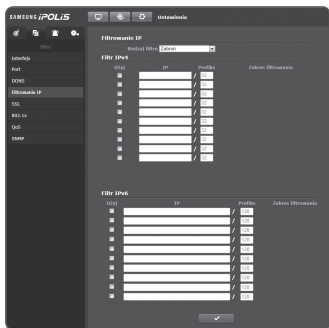 SAMSUNG iPOLiS
Ustawienia
Sieć
Interfejs
Port
DDNS
Filtrowanie IP
SSL
802.1x
QoS
SNMP
Filtrowanie IP
Rodzaj filtra Zabroń
Filtr IPv4
Użyj IP Prefiks Zakres filtrowania
/ 32
/ 32
/ 32
/ 32
/ 32
/ 32
/ 32
/ 32
/ 32
/ 32
Filtr IPv6
Użyj IP Prefiks Zakres filtrowania
/ 128
/ 128
/ 128
/ 128
/ 128
/ 128
/ 128
/ 128
/ 128
/ 128